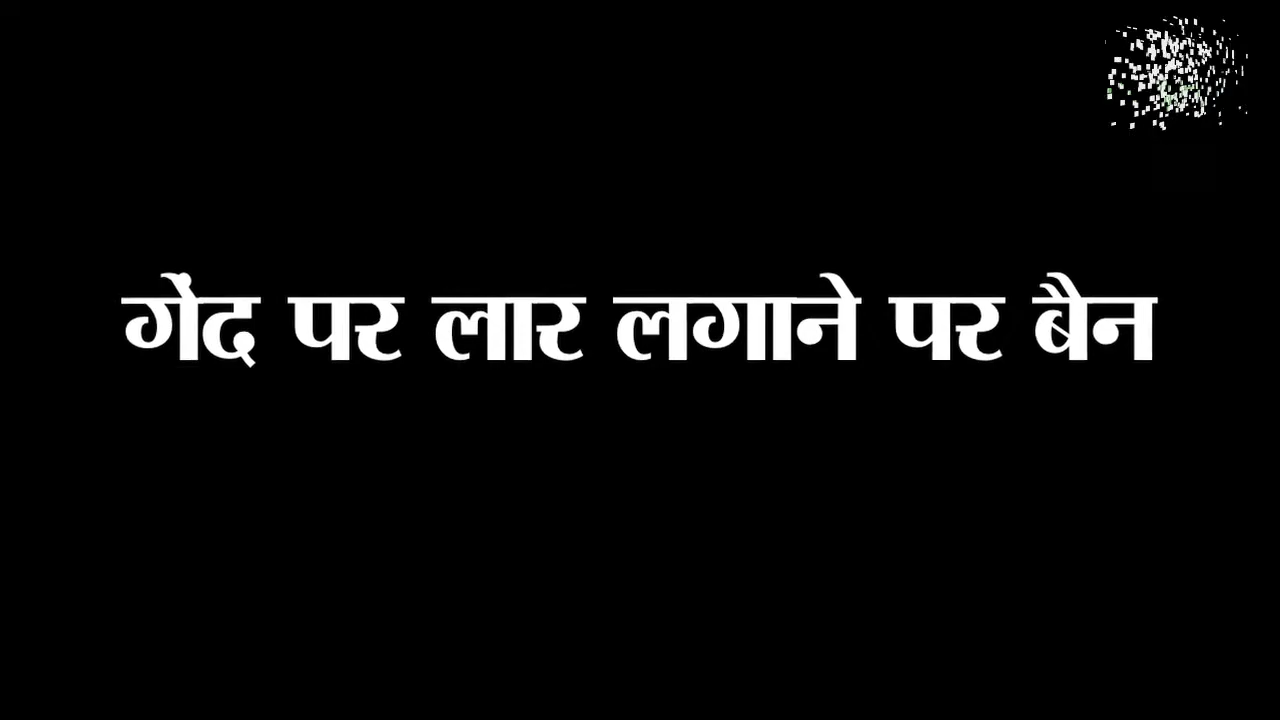 गेंद पर लार लगाने पर बैन